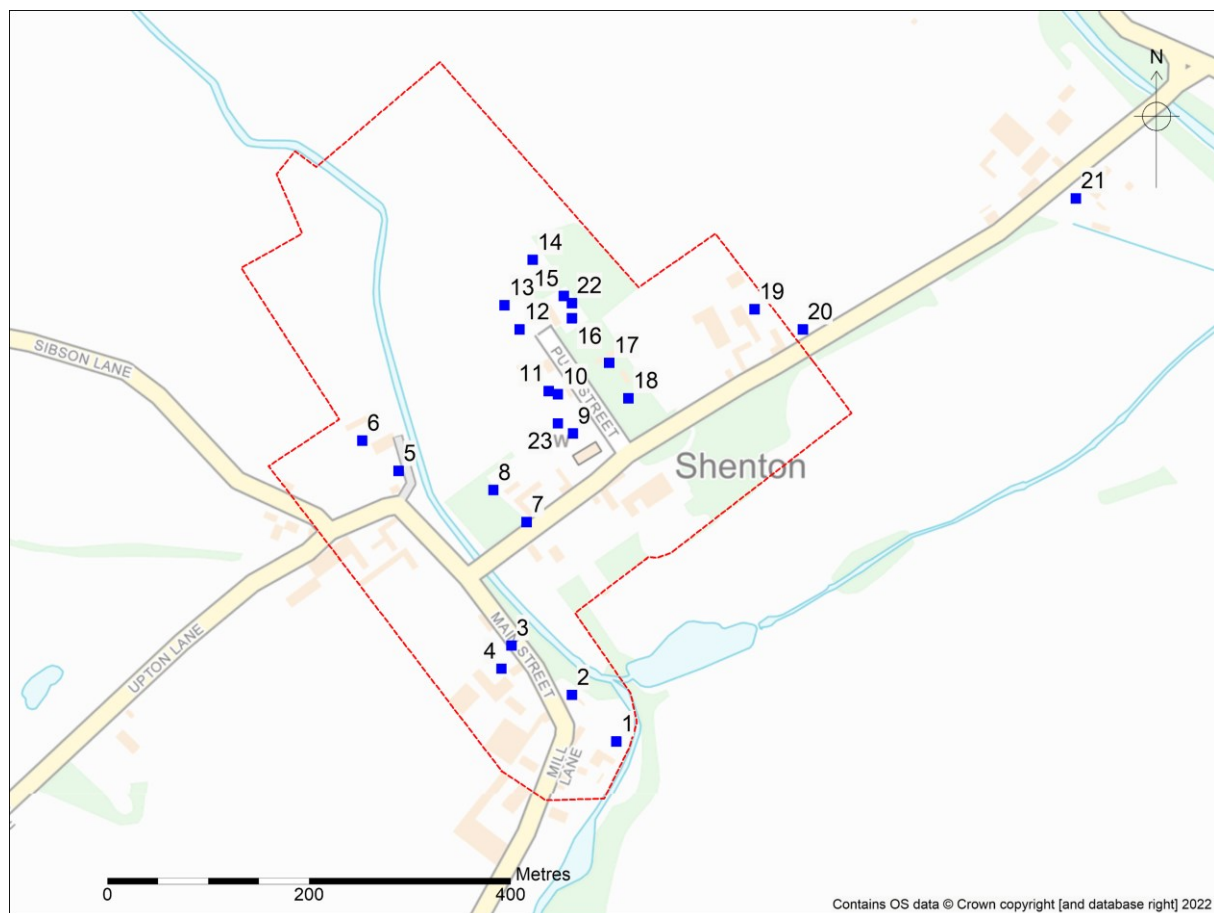 N
21
14
15
22
13
19
12
20
16
SIBSON LANE
17
PUMP STREET
11
10
18
6
9
23
W
5
Shenton
8
7
3
MAIN STREET
4
UPTON LANE
2
1
MILL
LANE
Metres
0
200
400
Contains OS data © Crown copyright [and database right] 2022